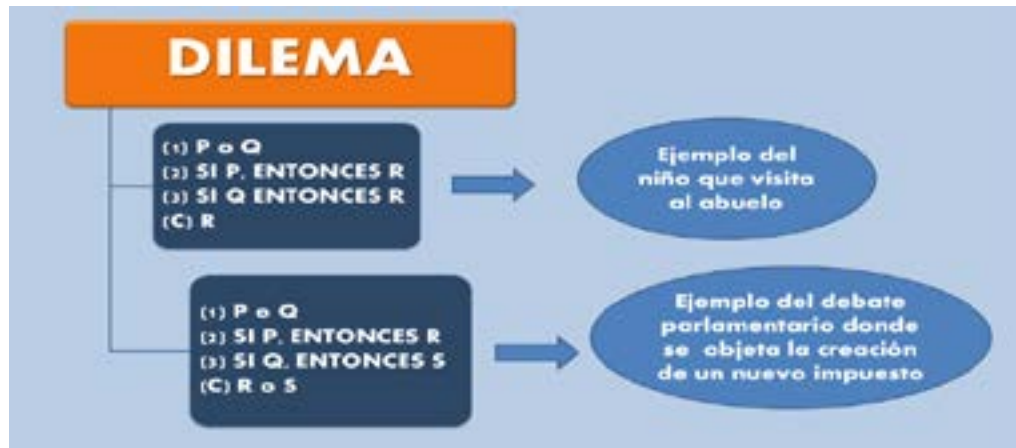 DILEMA
(1) P o Q
(2) SI P. ENTONCES R
(3) SI Q ENTONCES R
(C) R
Ejemplo del
niño que visita
al abuelo
(1) P o Q
(2) SI P. ENTONCES R
(3) SI Q. ENTONCES S
(C) R o S
Ejemplo del debate
parlamentario donde
se objeta la creación
de un nuevo impuesto